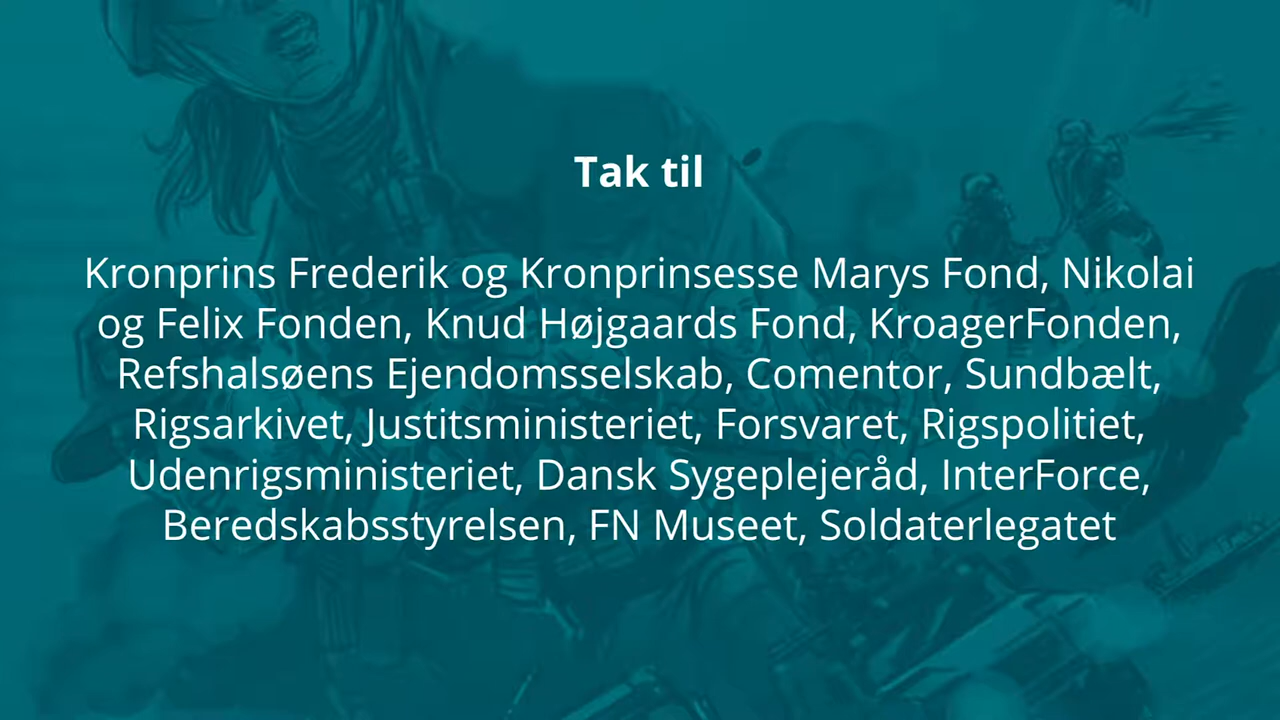 Tak til
Kronprins Frederik og Kronprinsesse Marys Fond, Nikolai
og Felix Fonden, Knud Højgaards Fond, KroagerFonden,
Refshalsøens Ejendomsselskab, Comentor, Sundbælt,
Rigsarkivet, Justitsministeriet, Forsvaret, Rigspolitiet,
Udenrigsministeriet, Dansk Sygeplejeråd, InterForce,
Beredskabsstyrelsen, FN Museet, Soldaterlegatet